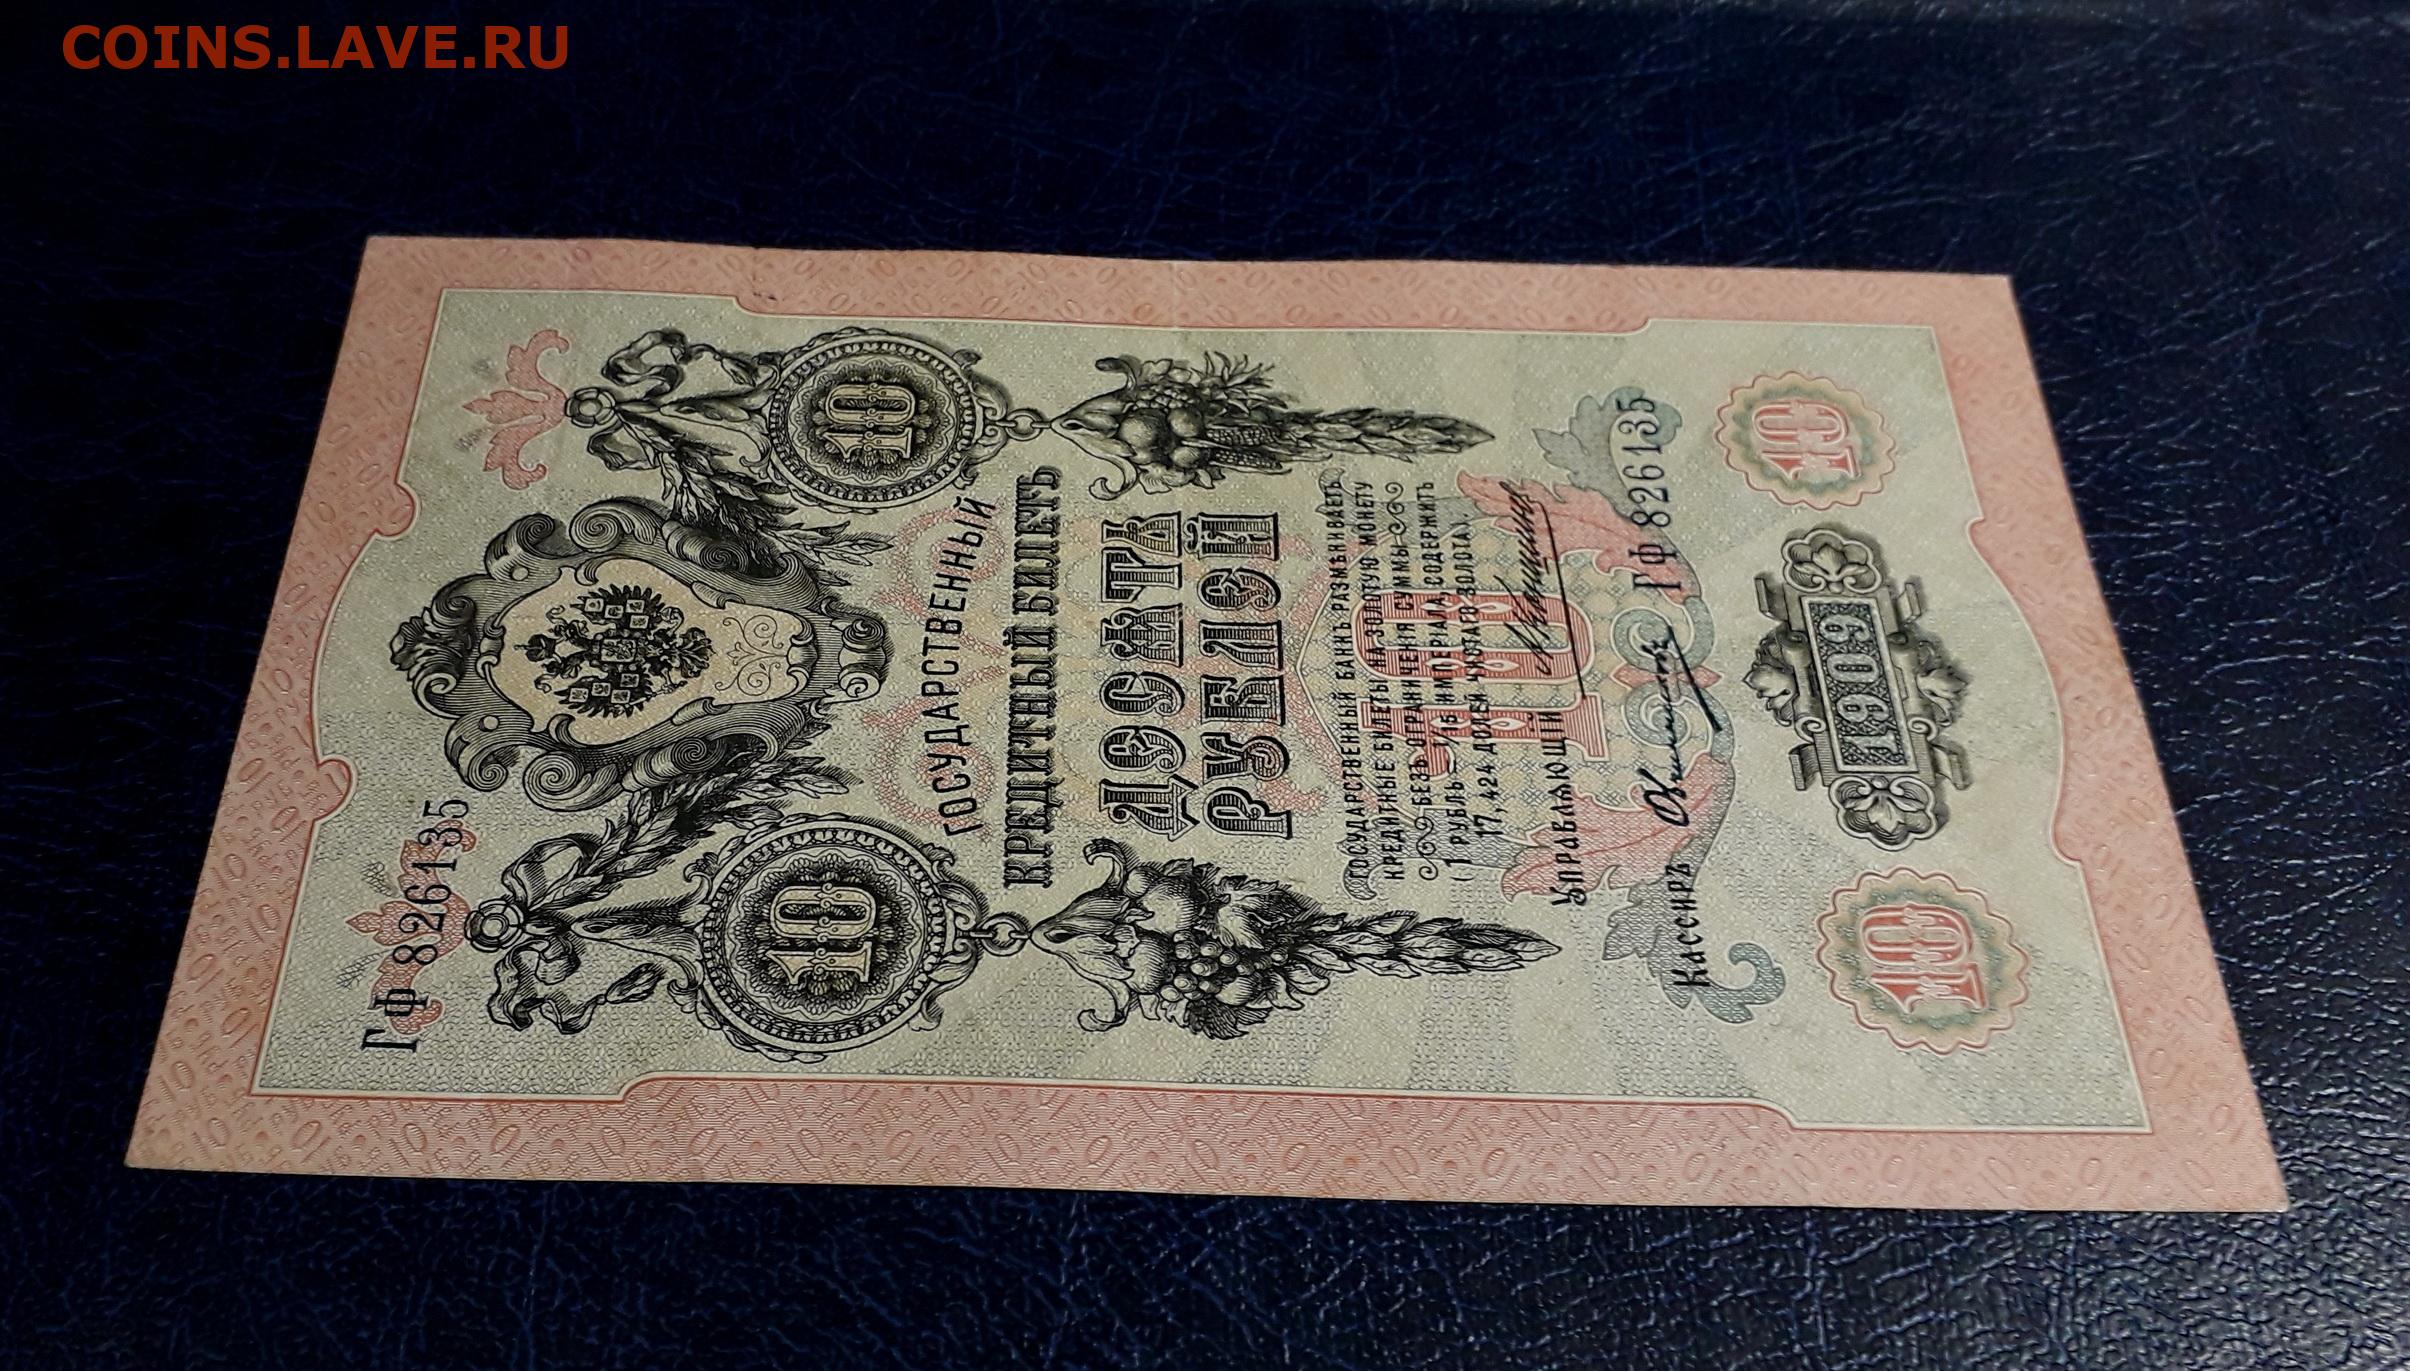 COINS.LAVE.RU
ГФ 826135
10
10
ГОСУДАРСТВЕННЫЙ
КРЕДИТНЫЙ БИЛЕТЪ
ДЕСЯТЬ
РУБЛЕЙ
ГОСУДАРСТВЕННЫЙ БАНКЪ РАЗМѢНИВАЕТЪ
КРЕДИТНЫЕ БИЛЕТЫ НА ЗОЛОТУЮ МОНЕТУ
БЕЗЪ ОГРАНИЧЕНІЯ СУММЫ
(1 РУБЛЬ = 1/15 ИМПЕРІАЛА, СОДЕРЖИТЪ
17,424 ДОЛЕЙ ЧИСТАГО ЗОЛОТА).
10
Управляющій
ГФ 826135
Кассиръ
10
1909
10